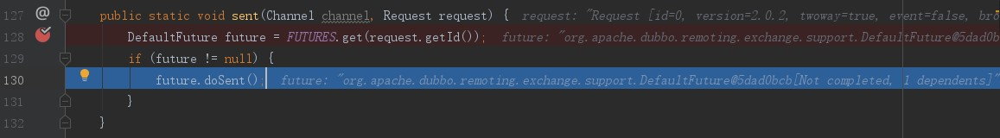 127 @ public static void sent(Channel channel, Request request) { request: "Request [id=0, version=2.0.2, twoway=true, event=false, bro
128 DefaultFuture future = FUTURES.get(request.getId()); future: "org.apache.dubbo.remoting.exchange.support.DefaultFuture@5dad0b
129 if (future != null) {
130 future.doSent(); future: "org.apache.dubbo.remoting.exchange.support.DefaultFuture@5dad0bcb[Not completed, 1 dependents]"
131 }
132 }